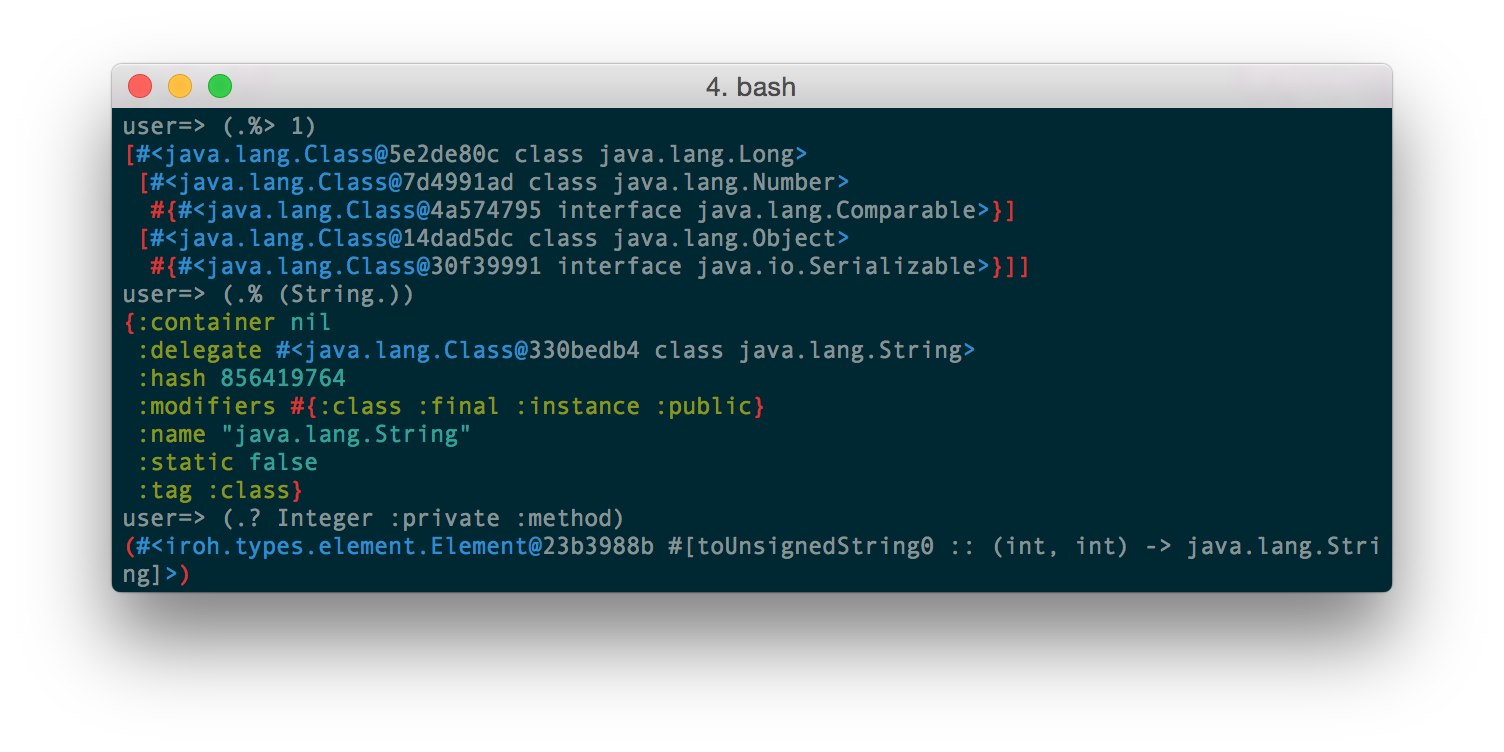 4. bash
user=> (.%> 1)
[#<java.lang.Class@5e2de80c class java.lang.Long>
 [#<java.lang.Class@7d4991ad class java.lang.Number>
  #{#<java.lang.Class@4a574795 interface java.lang.Comparable>}]
 [#<java.lang.Class@14dad5dc class java.lang.Object>
  #{#<java.lang.Class@30f39991 interface java.io.Serializable>}]]
user=> (.% (String.))
{:container nil
 :delegate #<java.lang.Class@330bedb4 class java.lang.String>
 :hash 856419764
 :modifiers #{:class :final :instance :public}
 :name "java.lang.String"
 :static false
 :tag :class}
user=> (.? Integer :private :method)
(#<iroh.types.element.Element@23b3988b #[toUnsignedString0 :: (int, int) -> java.lang.Stri
ng]>)